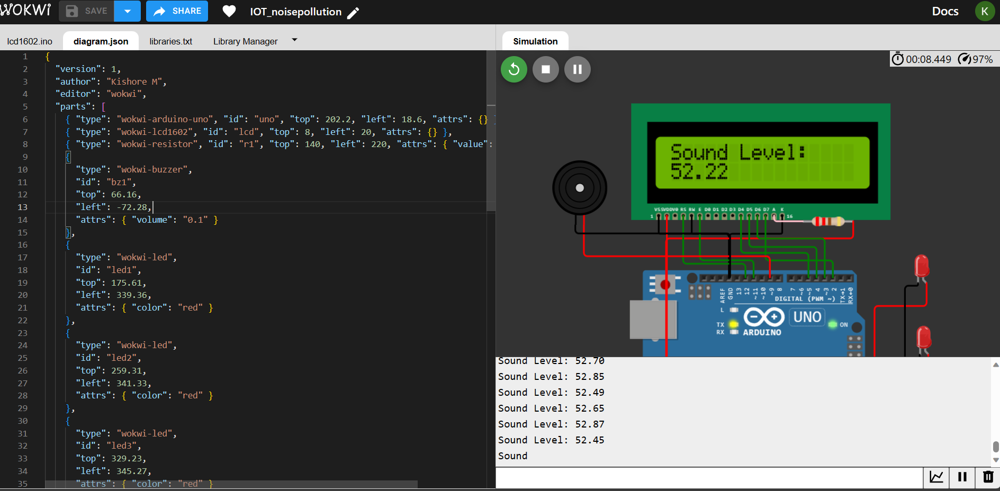 WOKWi SAVE SHARE IOT_noisepollution Docs K
lcd1602.ino diagram.json libraries.txt Library Manager
1 {
2 "version": 1,
3 "author": "Kishore M",
4 "editor": "wokwi",
5 "parts": [
6 { "type": "wokwi-arduino-uno", "id": "uno", "top": 202.2, "left": 18.6, "attrs": {}
7 { "type": "wokwi-lcd1602", "id": "lcd", "top": 8, "left": 20, "attrs": {} },
8 { "type": "wokwi-resistor", "id": "r1", "top": 140, "left": 220, "attrs": { "value":
9 {
10 "type": "wokwi-buzzer",
11 "id": "bz1",
12 "top": 66.16,
13 "left": -72.28,
14 "attrs": { "volume": "0.1" }
15 },
16 {
17 "type": "wokwi-led",
18 "id": "led1",
19 "top": 175.61,
20 "left": 339.36,
21 "attrs": { "color": "red" }
22 },
23 {
24 "type": "wokwi-led",
25 "id": "led2",
26 "top": 259.31,
27 "left": 341.33,
28 "attrs": { "color": "red" }
29 },
30 {
31 "type": "wokwi-led",
32 "id": "led3",
33 "top": 329.23,
34 "left": 345.27,
35 "attrs": { "color": "red" }
Simulation
00:08.449 97%
Sound Level:
52.22
VSS VDD V0 RS RW E D0 D1 D2 D3 D4 D5 D6 D7 A K
1 16
AREF GND 13 12 ~11 ~10 ~9 8 7 ~6 ~5 4 ~3 2 TX→1 RX←0
DIGITAL (PWM ~)
L
TX
RX
UNO
ON
ARDUINO
Sound Level: 52.70
Sound Level: 52.85
Sound Level: 52.49
Sound Level: 52.65
Sound Level: 52.87
Sound Level: 52.45
Sound